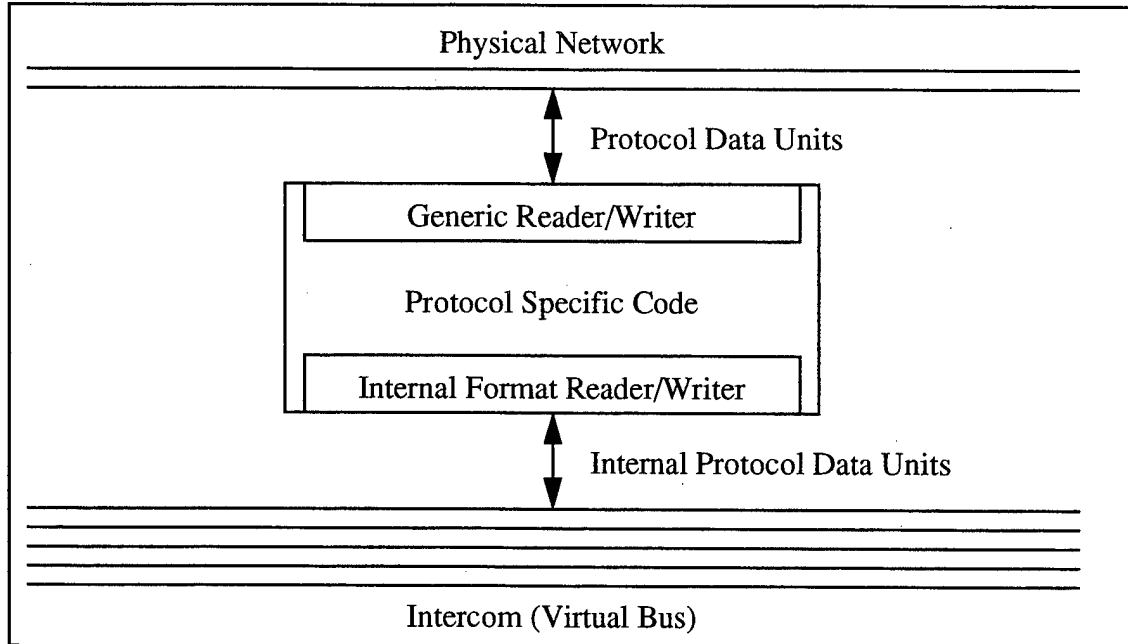 Physical Network
Protocol Data Units
Generic Reader/Writer
Protocol Specific Code
Internal Format Reader/Writer
Internal Protocol Data Units
Intercom (Virtual Bus)